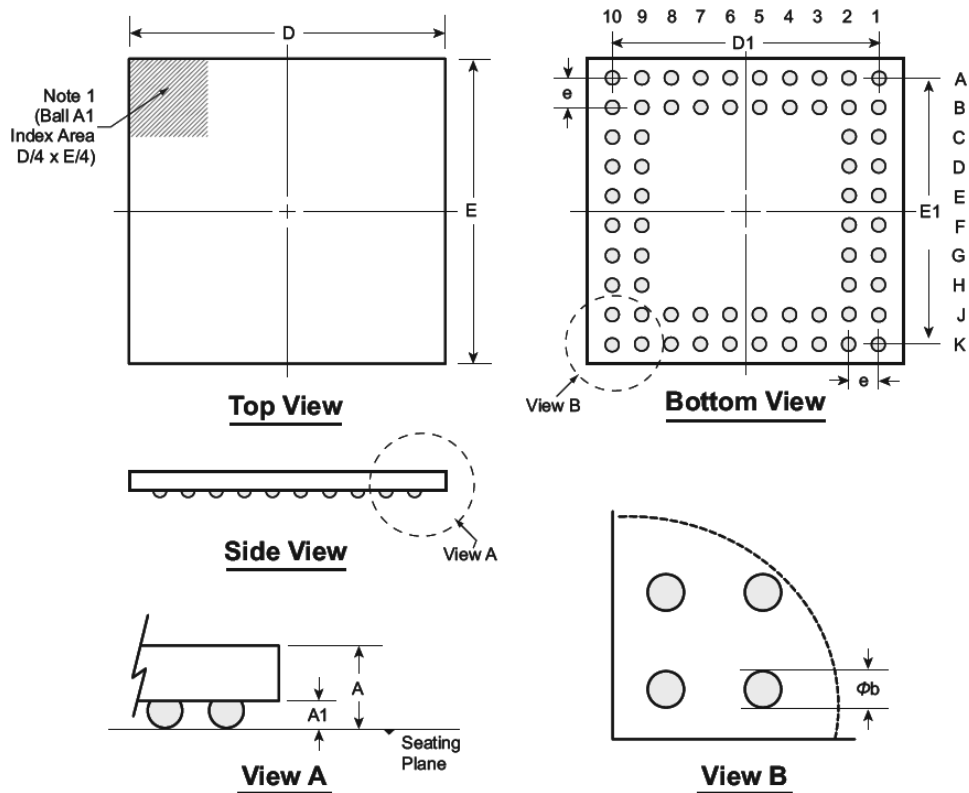 D
Note 1
(Ball A1
Index Area
D/4 x E/4)
E
Top View
10 9 8 7 6 5 4 3 2 1
D1
e
A
B
C
D
E
E1
F
G
H
J
K
e
View B
Bottom View
View A
Side View
A
A1
Seating
Plane
View A
Φb
View B